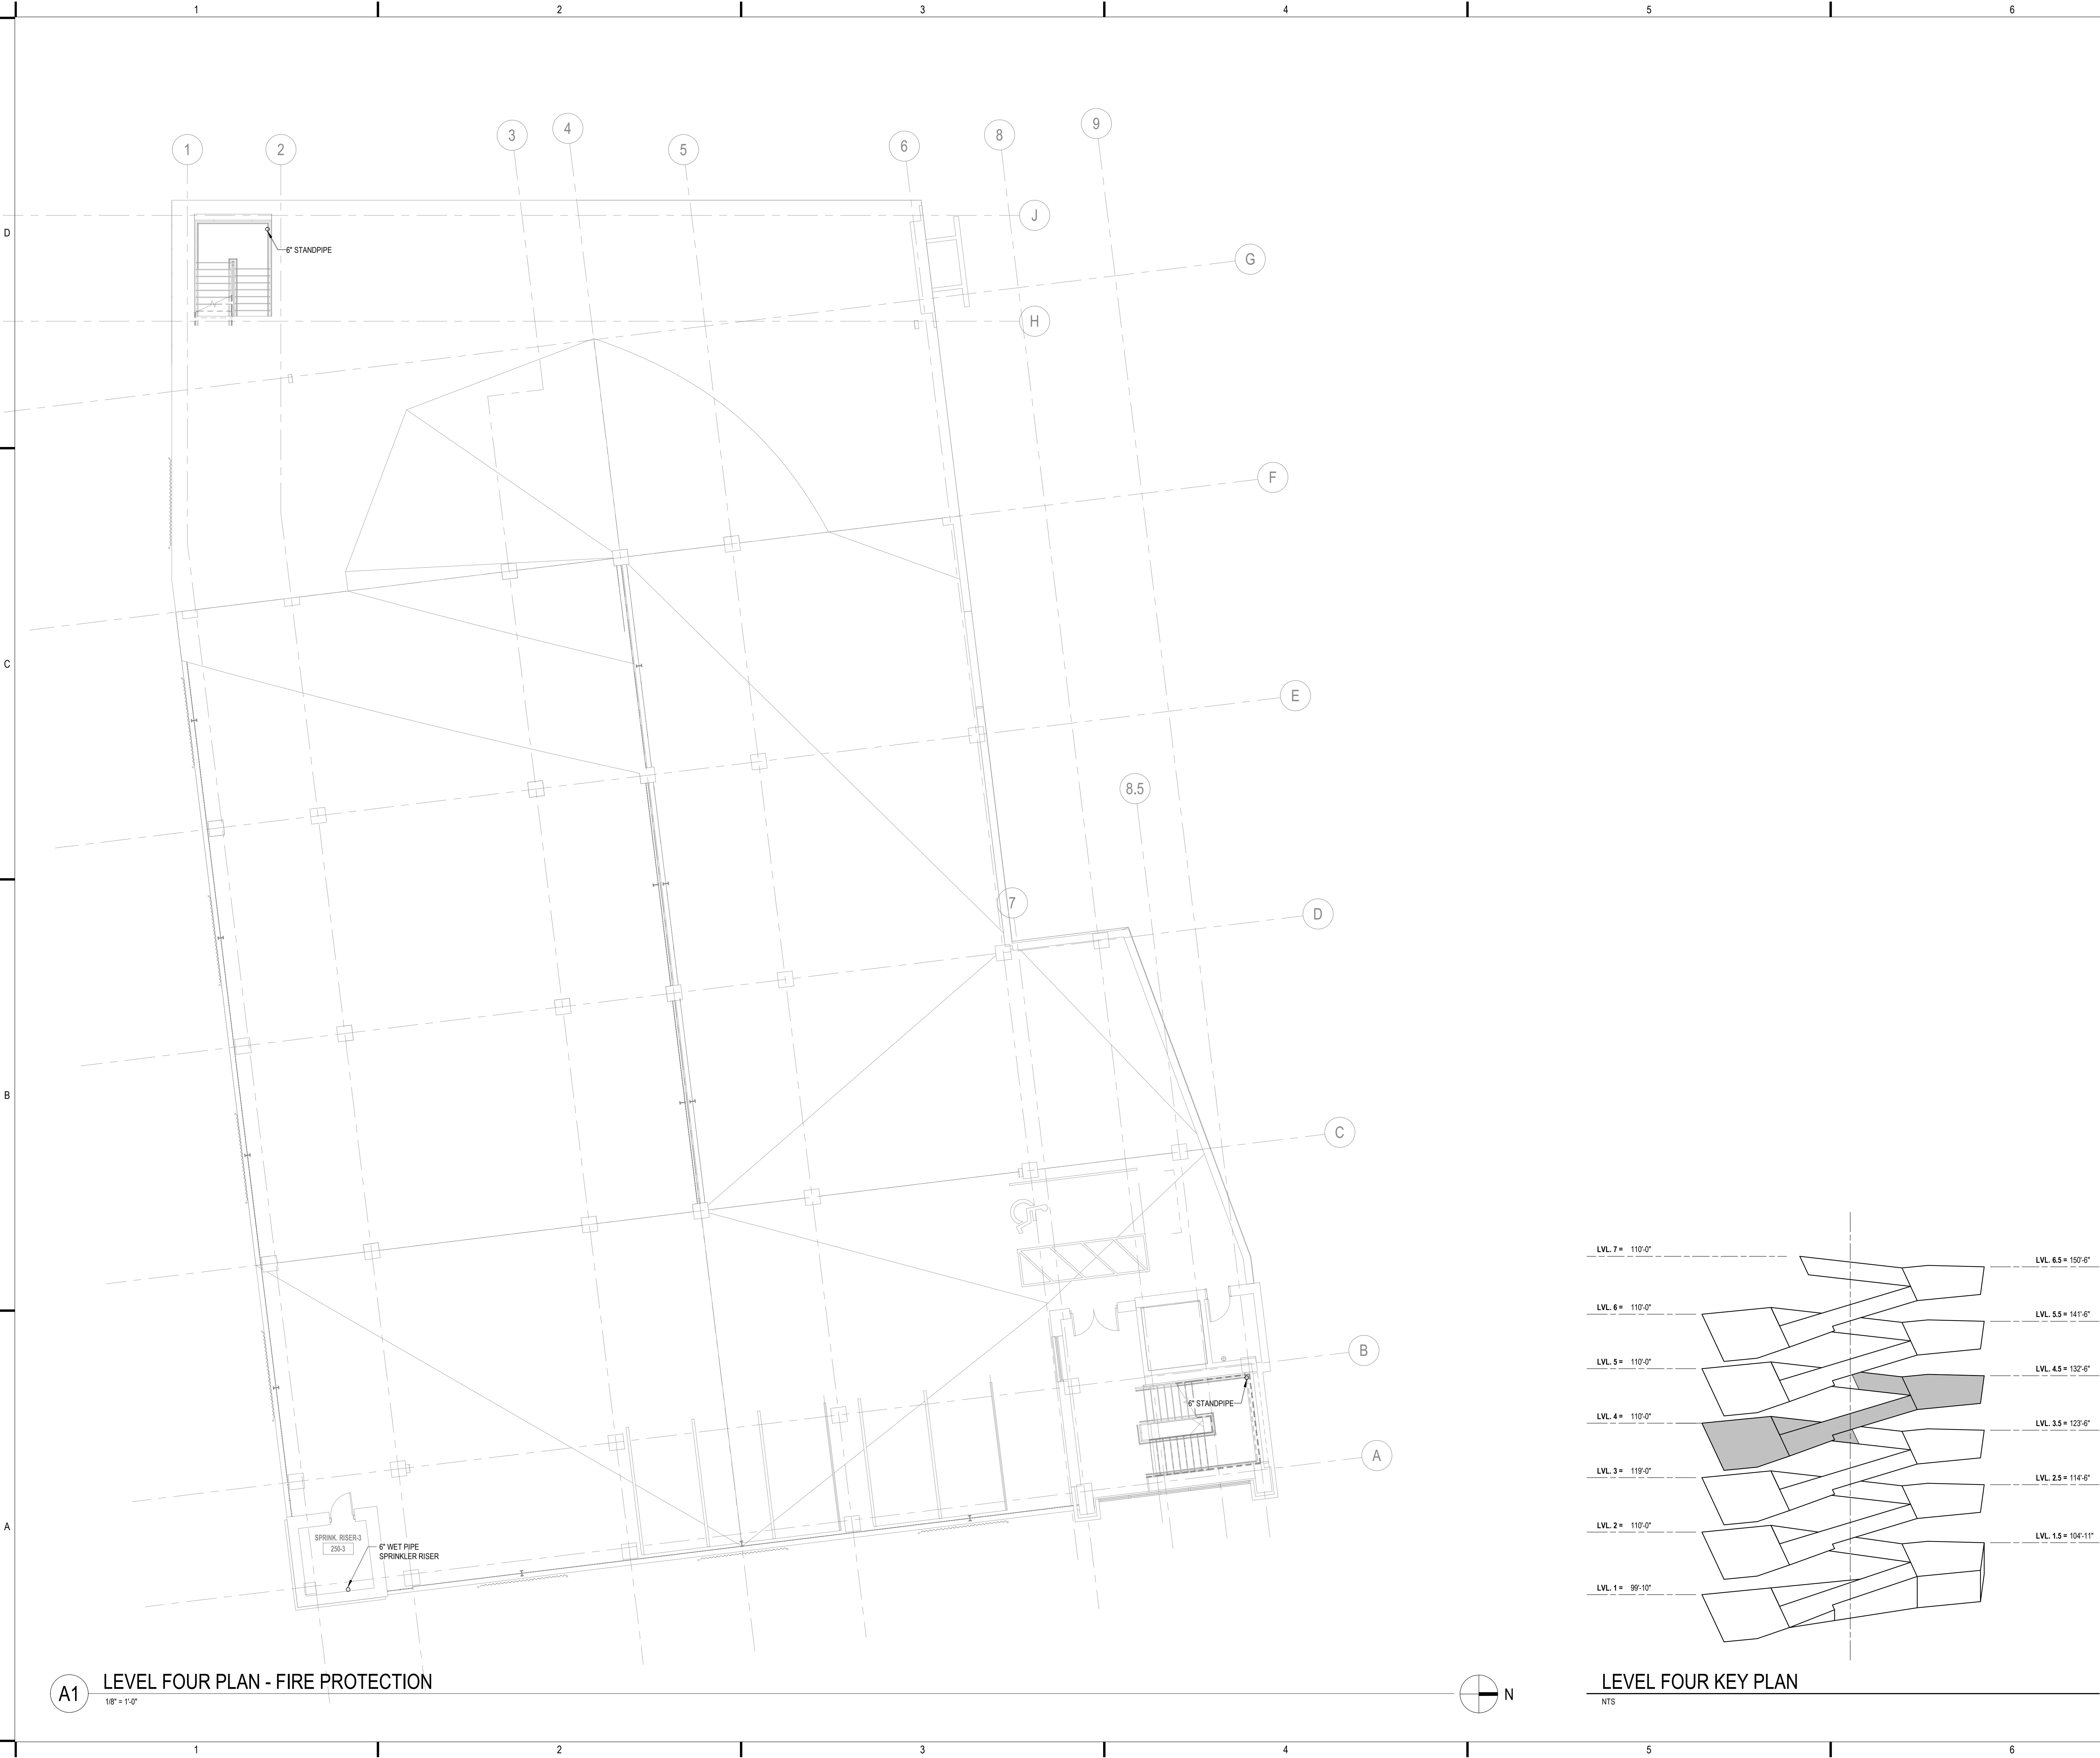 1 2 3 4 5 6
9
4
3 8
6
1 2 5
J
D
6" STANDPIPE
G
H
F
C
E
8.5
7
D
B
C
B
6" STANDPIPE
A
A
SPRINK. RISER-3
250-3
6" WET PIPE
SPRINKLER RISER
LVL. 7 = 110'-0"
LVL. 6.5 = 150'-6"
LVL. 6 = 110'-0"
LVL. 5.5 = 141'-6"
LVL. 5 = 110'-0"
LVL. 4.5 = 132'-6"
LVL. 4 = 110'-0"
LVL. 3.5 = 123'-6"
LVL. 3 = 119'-0"
LVL. 2.5 = 114'-6"
LVL. 2 = 110'-0"
LVL. 1.5 = 104'-11"
LVL. 1 = 99'-10"
A1
LEVEL FOUR PLAN - FIRE PROTECTION
1/8" = 1'-0"
N
LEVEL FOUR KEY PLAN
NTS
1 2 3 4 5 6